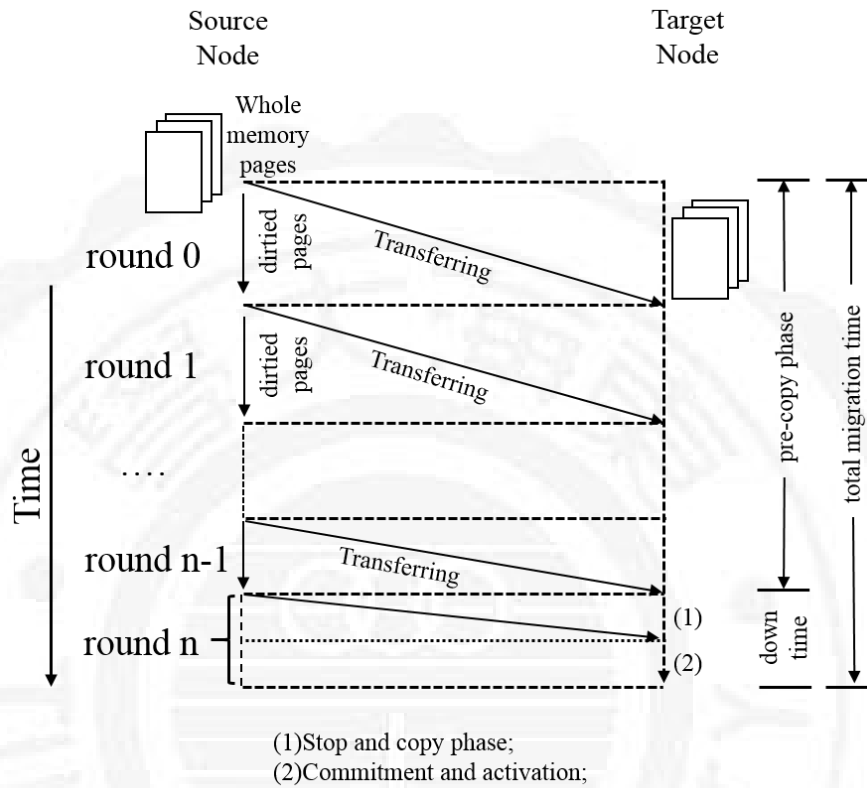 Source
Node
Target
Node
Whole
memory
pages
round 0
dirtied
pages
Transferring
round 1
dirtied
pages
Transferring
. . . .
Time
round n-1
Transferring
round n
(1)
(2)
pre-copy phase
down
time
total migration time
(1)Stop and copy phase;
(2)Commitment and activation;